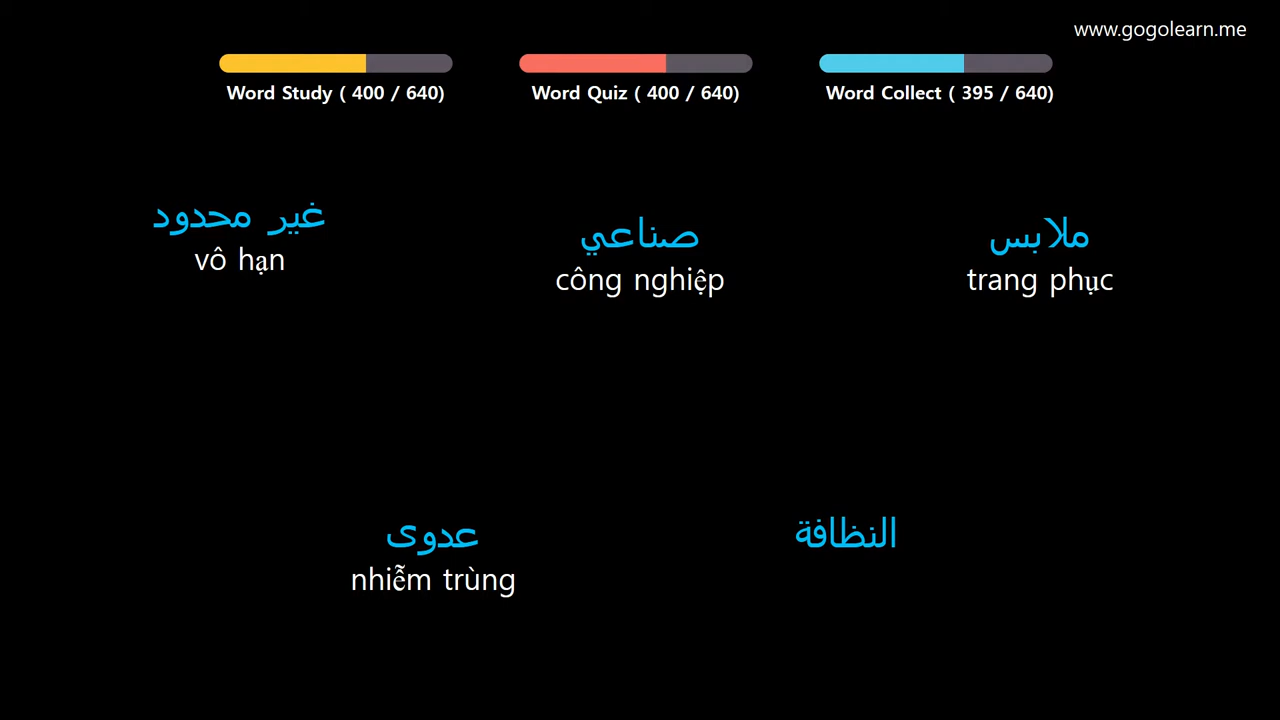 www.gogolearn.me
Word Study ( 400 / 640)
Word Quiz ( 400 / 640)
Word Collect ( 395 / 640)
غير محدود
vô hạn
صناعي
công nghiệp
ملابس
trang phục
عدوى
nhiễm trùng
النظافة